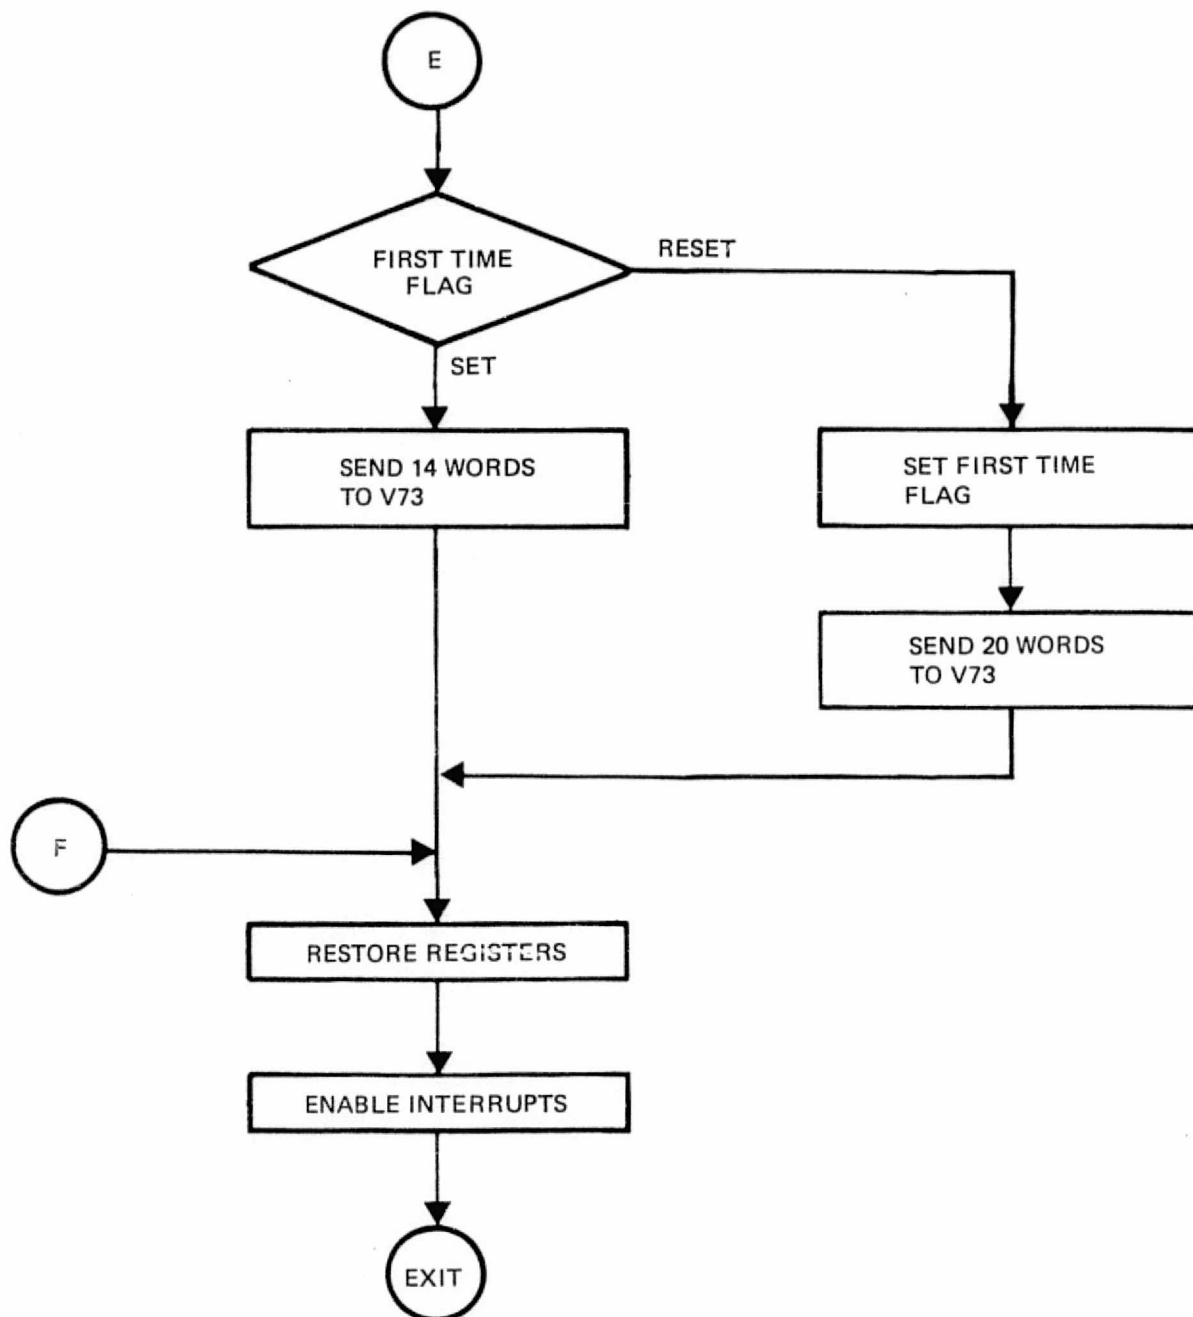 E
FIRST TIME
FLAG
RESET
SET
SEND 14 WORDS
TO V73
SET FIRST TIME
FLAG
SEND 20 WORDS
TO V73
F
RESTORE REGISTERS
ENABLE INTERRUPTS
EXIT